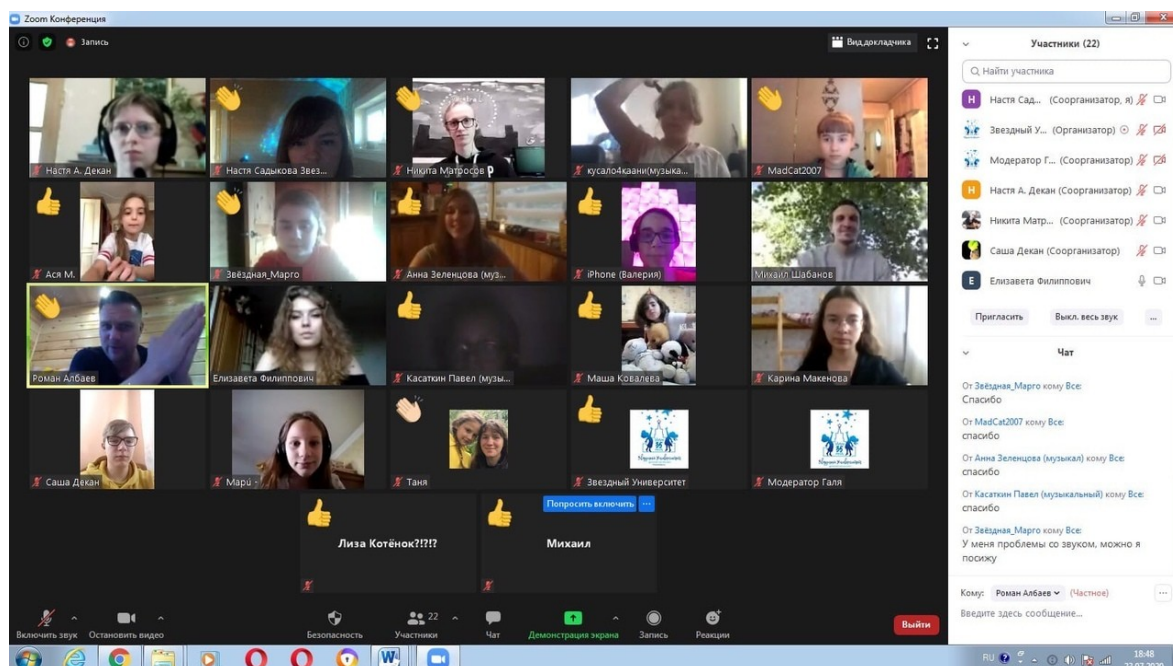 Zoom Конференция
Запись
Вид докладчика
Настя А. Декан
Настя Садыкова Звез...
Никита Матросов
кусало4каани(музыка...
MadCat2007
Ася М.
Звёздная_Марго
Анна Зеленцова (муз...
iPhone (Валерия)
Михаил Шабанов
Роман Албаев
Елизавета Филиппович
Касаткин Павел (музы...
Маша Ковалева
Карина Макенова
Саша Декан
Марú -
Таня
Звездный Университет
Модератор Галя
Лиза Котёнок?!?!?
Попросить включить ...
Михаил
Включить звук
Остановить видео
Безопасность
22
Участники
Чат
Демонстрация экрана
Запись
Реакции
Выйти
Участники (22)
Найти участника
Н Настя Сад... (Соорганизатор, я)
Звездный У... (Организатор)
Модератор Г... (Соорганизатор)
Н Настя А. Декан (Соорганизатор)
Никита Матр... (Соорганизатор)
Саша Декан (Соорганизатор)
Е Елизавета Филиппович
Пригласить
Выкл. весь звук
...
Чат
От Звёздная_Марго кому Все:
Спасибо
От MadCat2007 кому Все:
спасибо
От Анна Зеленцова (музыкал) кому Все:
спасибо
От Касаткин Павел (музыкальный) кому Все:
спасибо
От Звёздная_Марго кому Все:
У меня проблемы со звуком, можно я
посижу
Кому: Роман Албаев (Частное)
Введите здесь сообщение...
RU
18:48